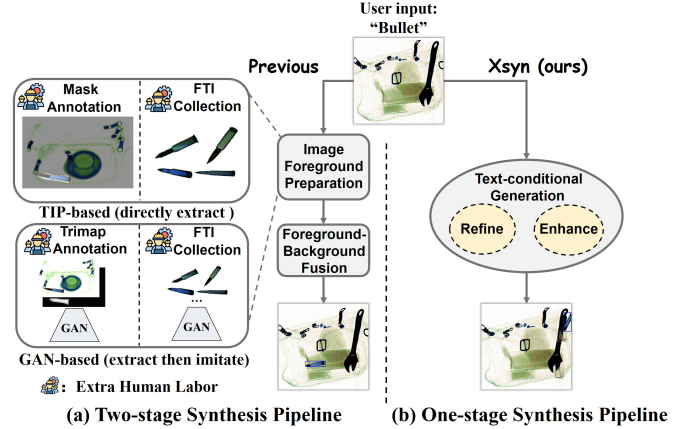 User input:
“Bullet”
Previous
Xsyn (ours)
Mask
Annotation
FTI
Collection
TIP-based (directly extract )
Trimap
Annotation
FTI
Collection
...
GAN
GAN
GAN-based (extract then imitate)
: Extra Human Labor
Image
Foreground
Preparation
Foreground-
Background
Fusion
Text-conditional
Generation
Refine
Enhance
(a) Two-stage Synthesis Pipeline
(b) One-stage Synthesis Pipeline